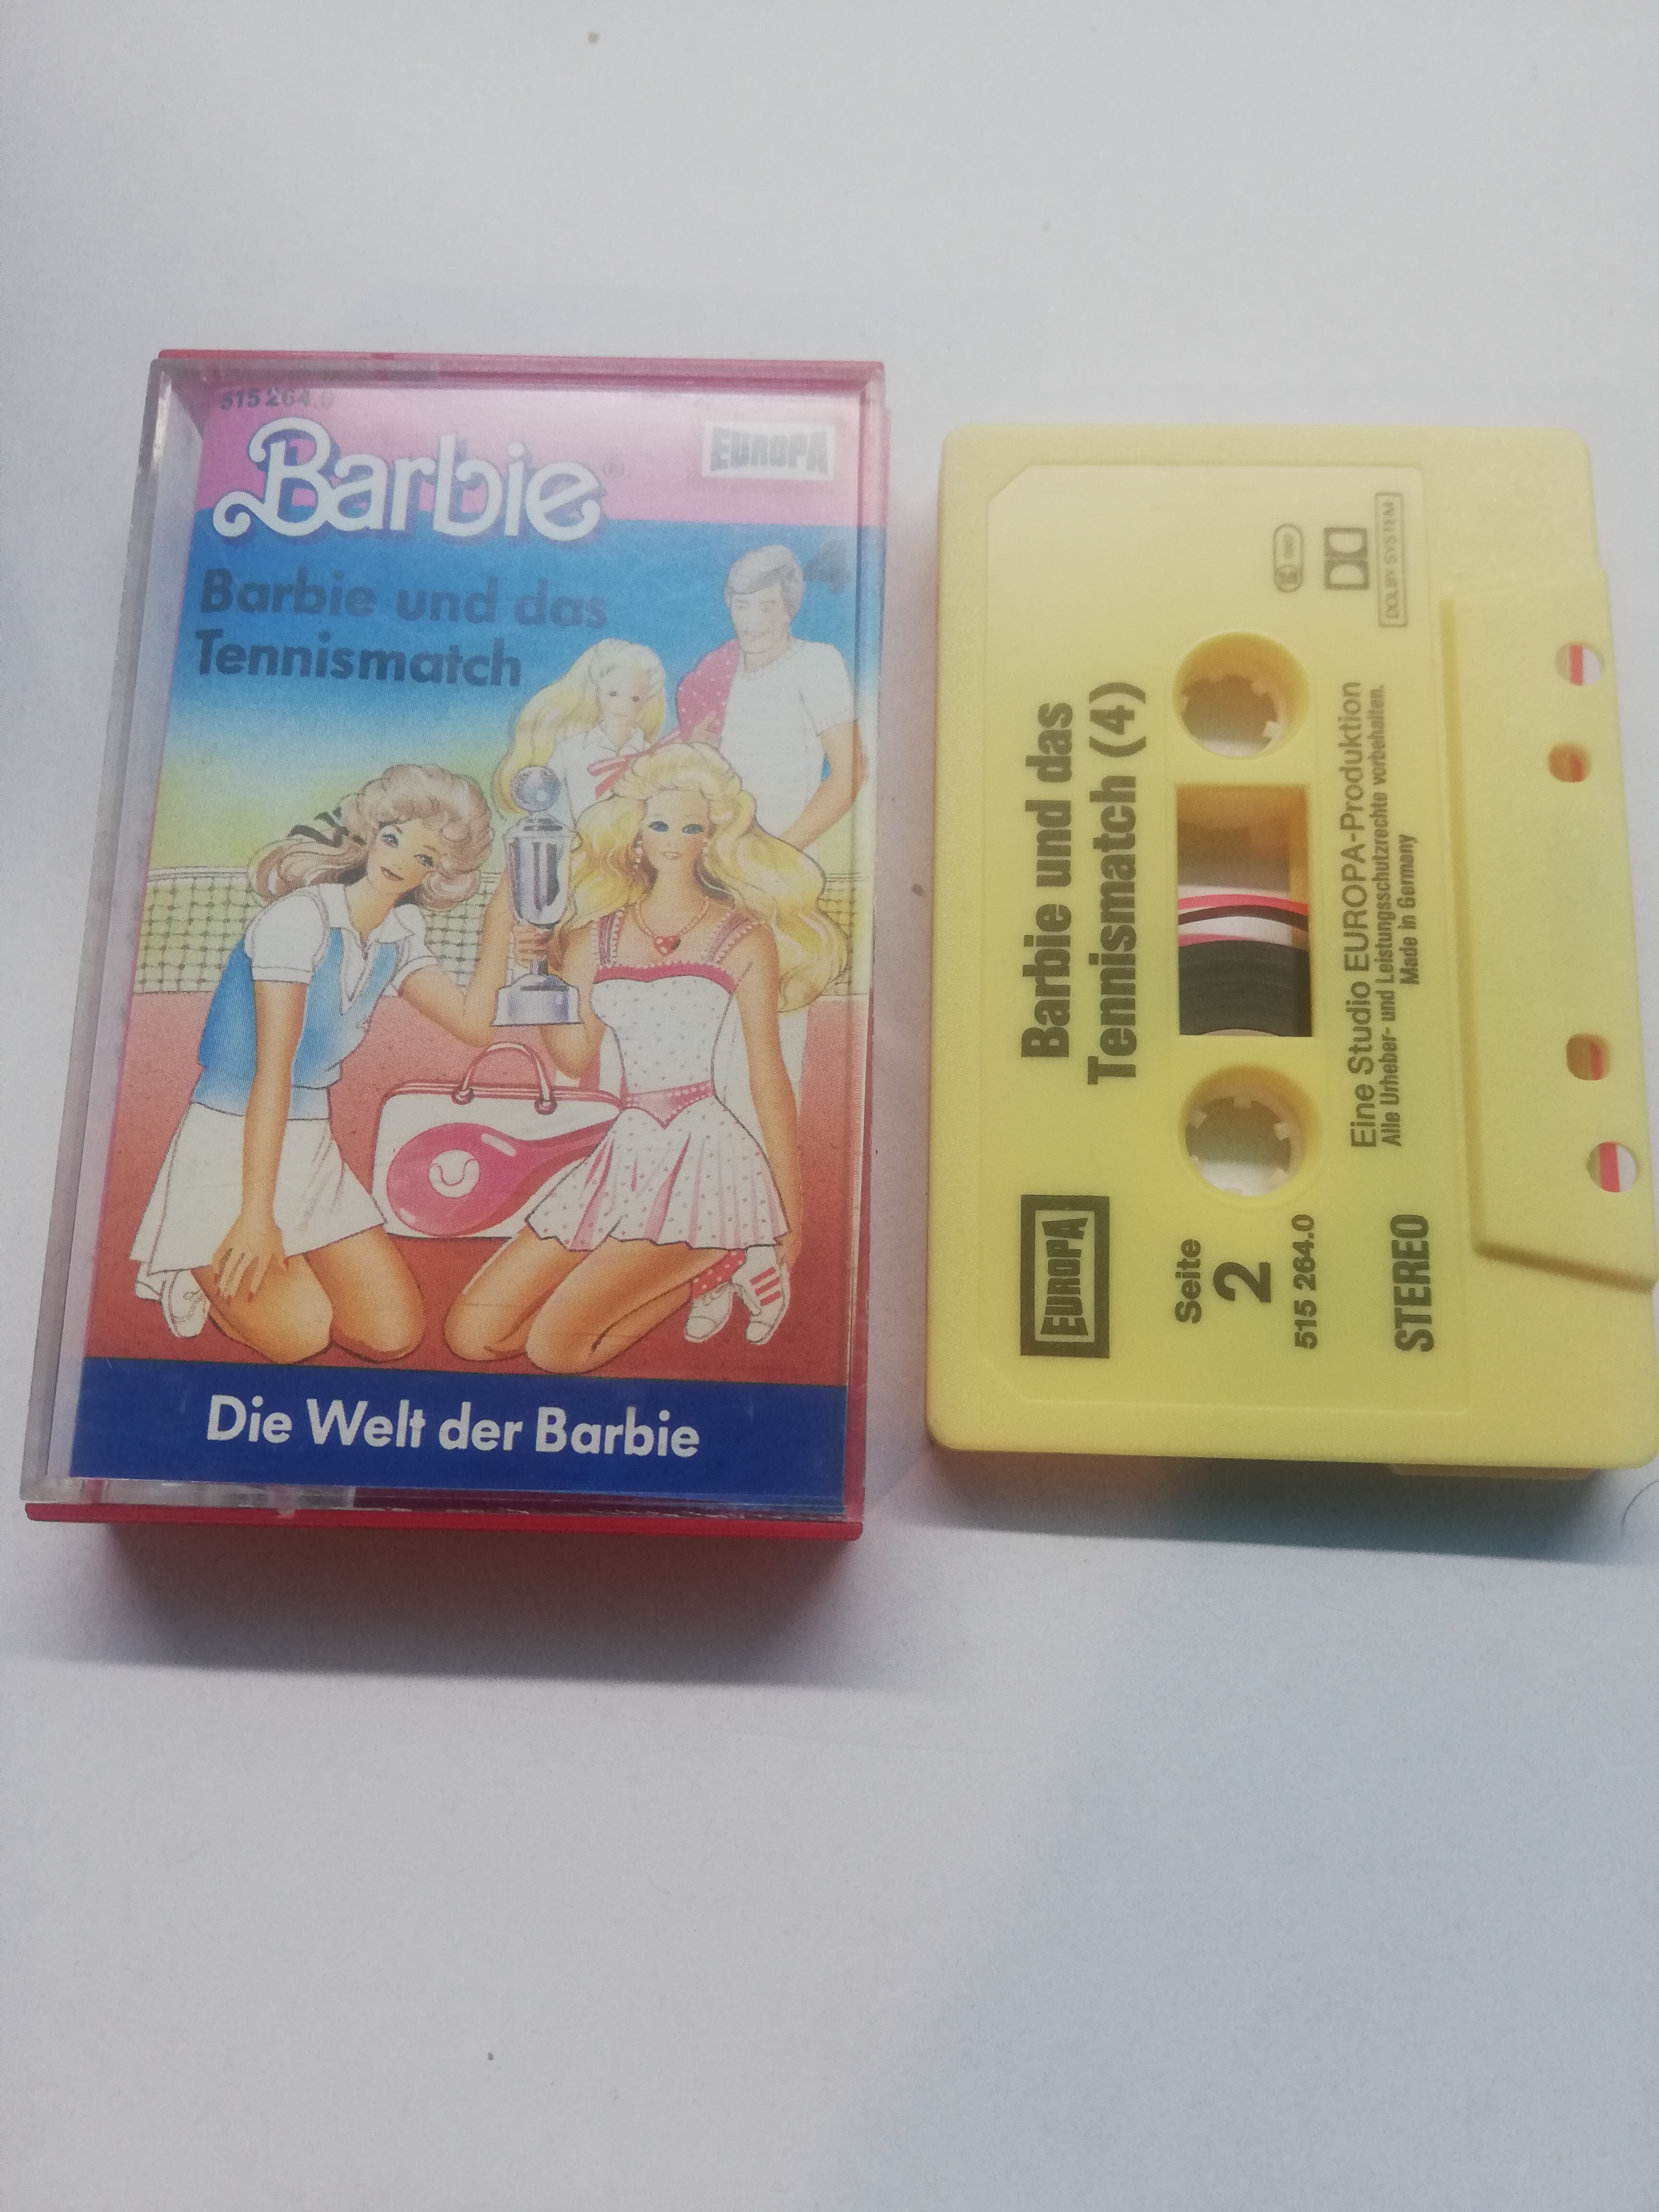 515 264.0
Barbie®
EUROPA
4
Barbie und das
Tennismatch
Die Welt der Barbie
Barbie und das
Tennismatch (4)
EUROPA
Seite
2
515 264.0
STEREO
Eine Studio EUROPA-Produktion
Alle Urheber- und Leistungsschutzrechte vorbehalten.
Made in Germany
DOLBY SYSTEM